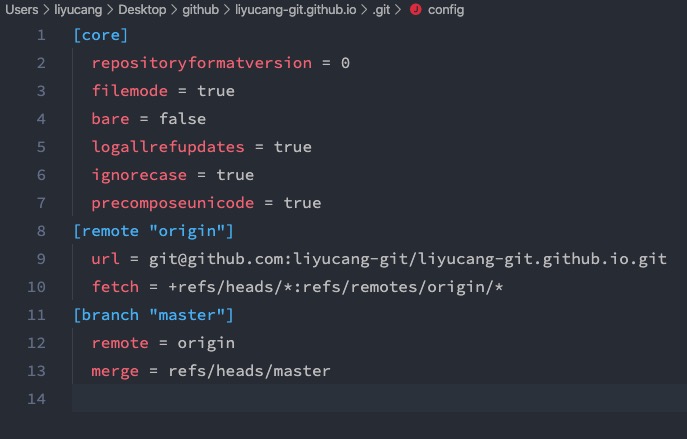 Users > liyucang > Desktop > github > liyucang-git.github.io > .git > config
1 [core]
2 repositoryformatversion = 0
3 filemode = true
4 bare = false
5 logallrefupdates = true
6 ignorecase = true
7 precomposeunicode = true
8 [remote "origin"]
9 url = git@github.com:liyucang-git/liyucang-git.github.io.git
10 fetch = +refs/heads/*:refs/remotes/origin/*
11 [branch "master"]
12 remote = origin
13 merge = refs/heads/master
14